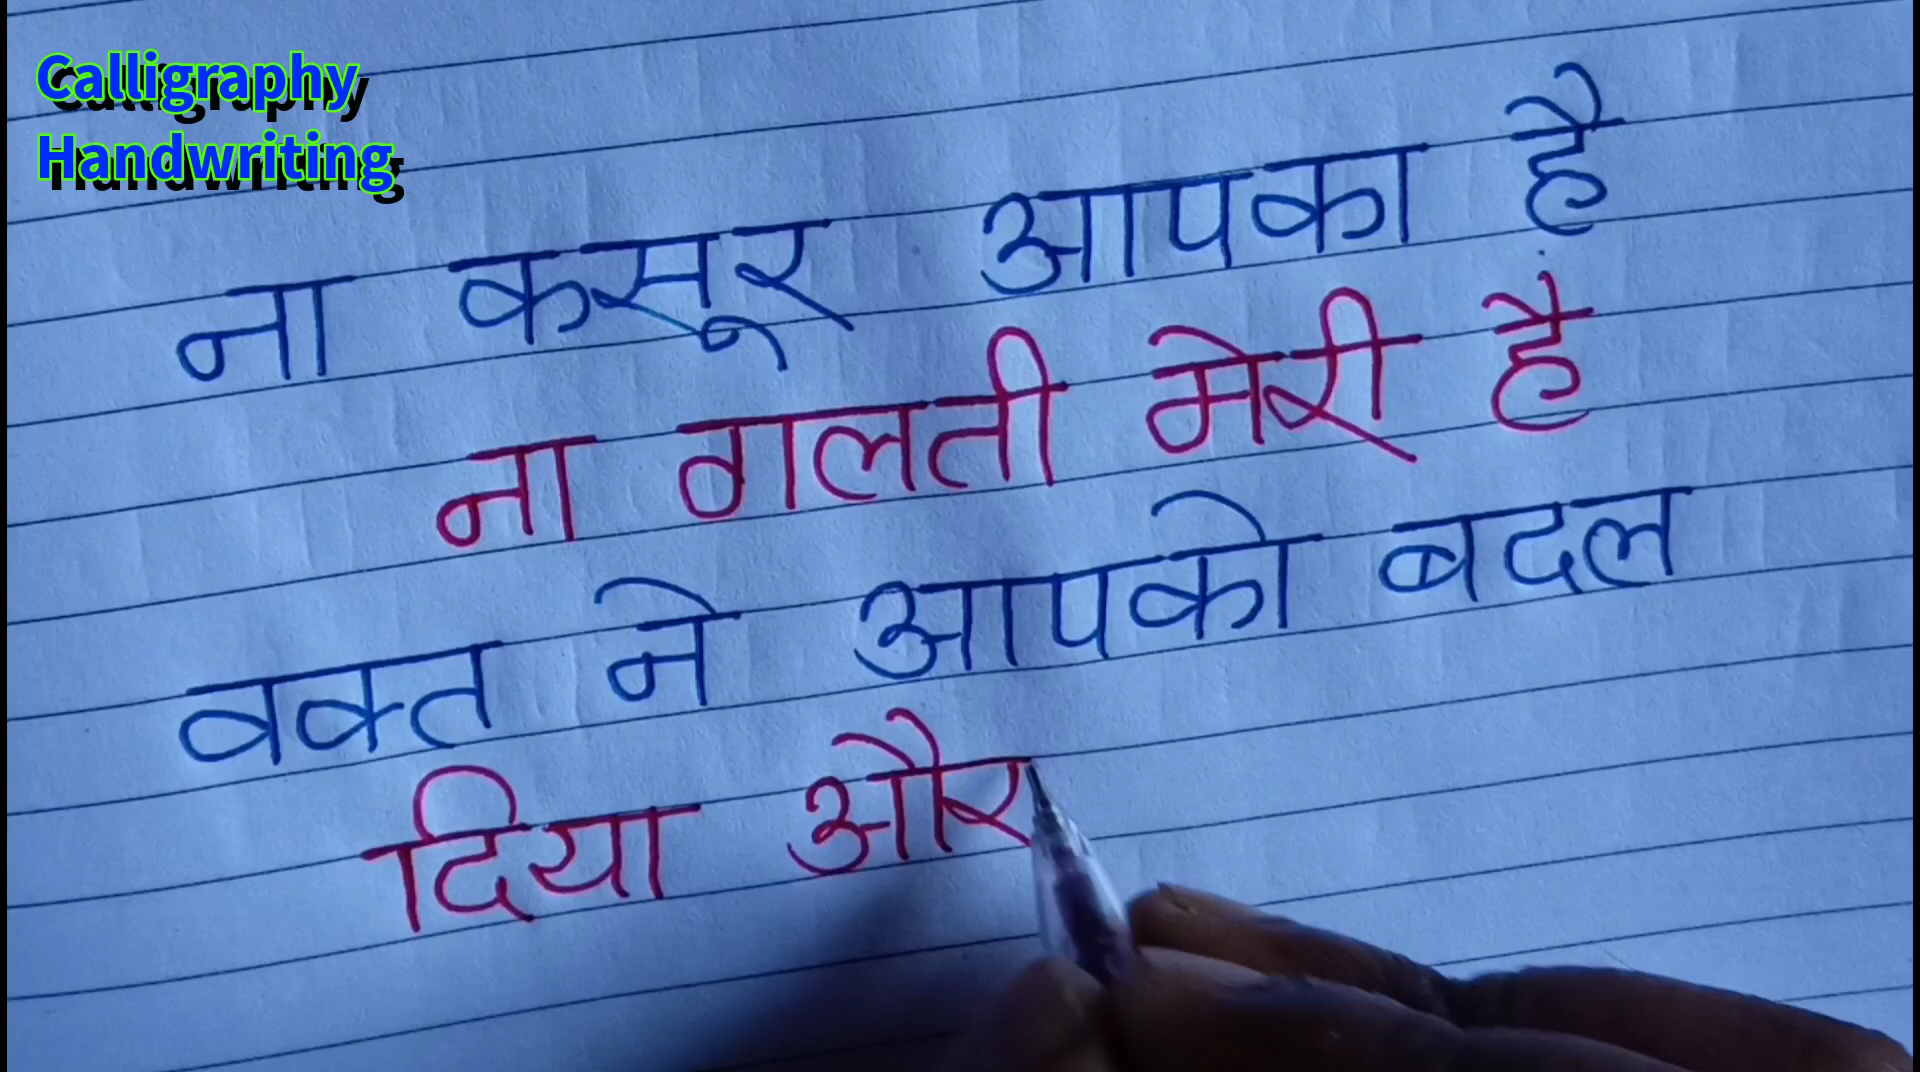 Calligraphy
Handwriting
ना कसूर आपका है
ना गलती मेरी है
वक्त ने आपको बदल
दिया और